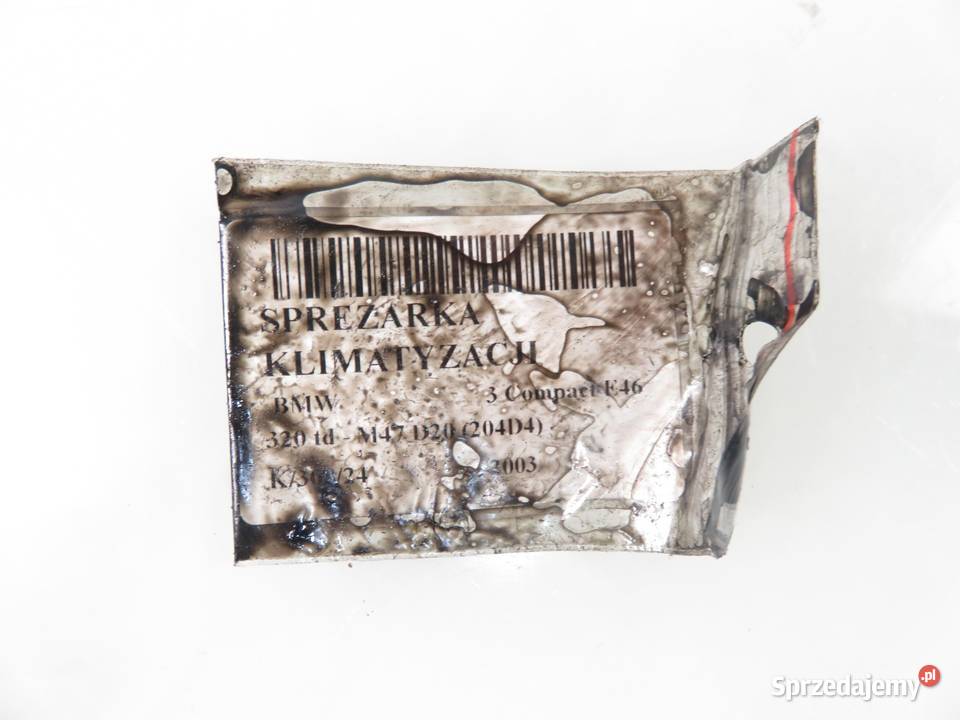 SPREZARKA
KLIMATYZACJI
BMW 3 Compact E46
320 td - M47 D20 (204D4)
2003
Sprzedajemy.pl